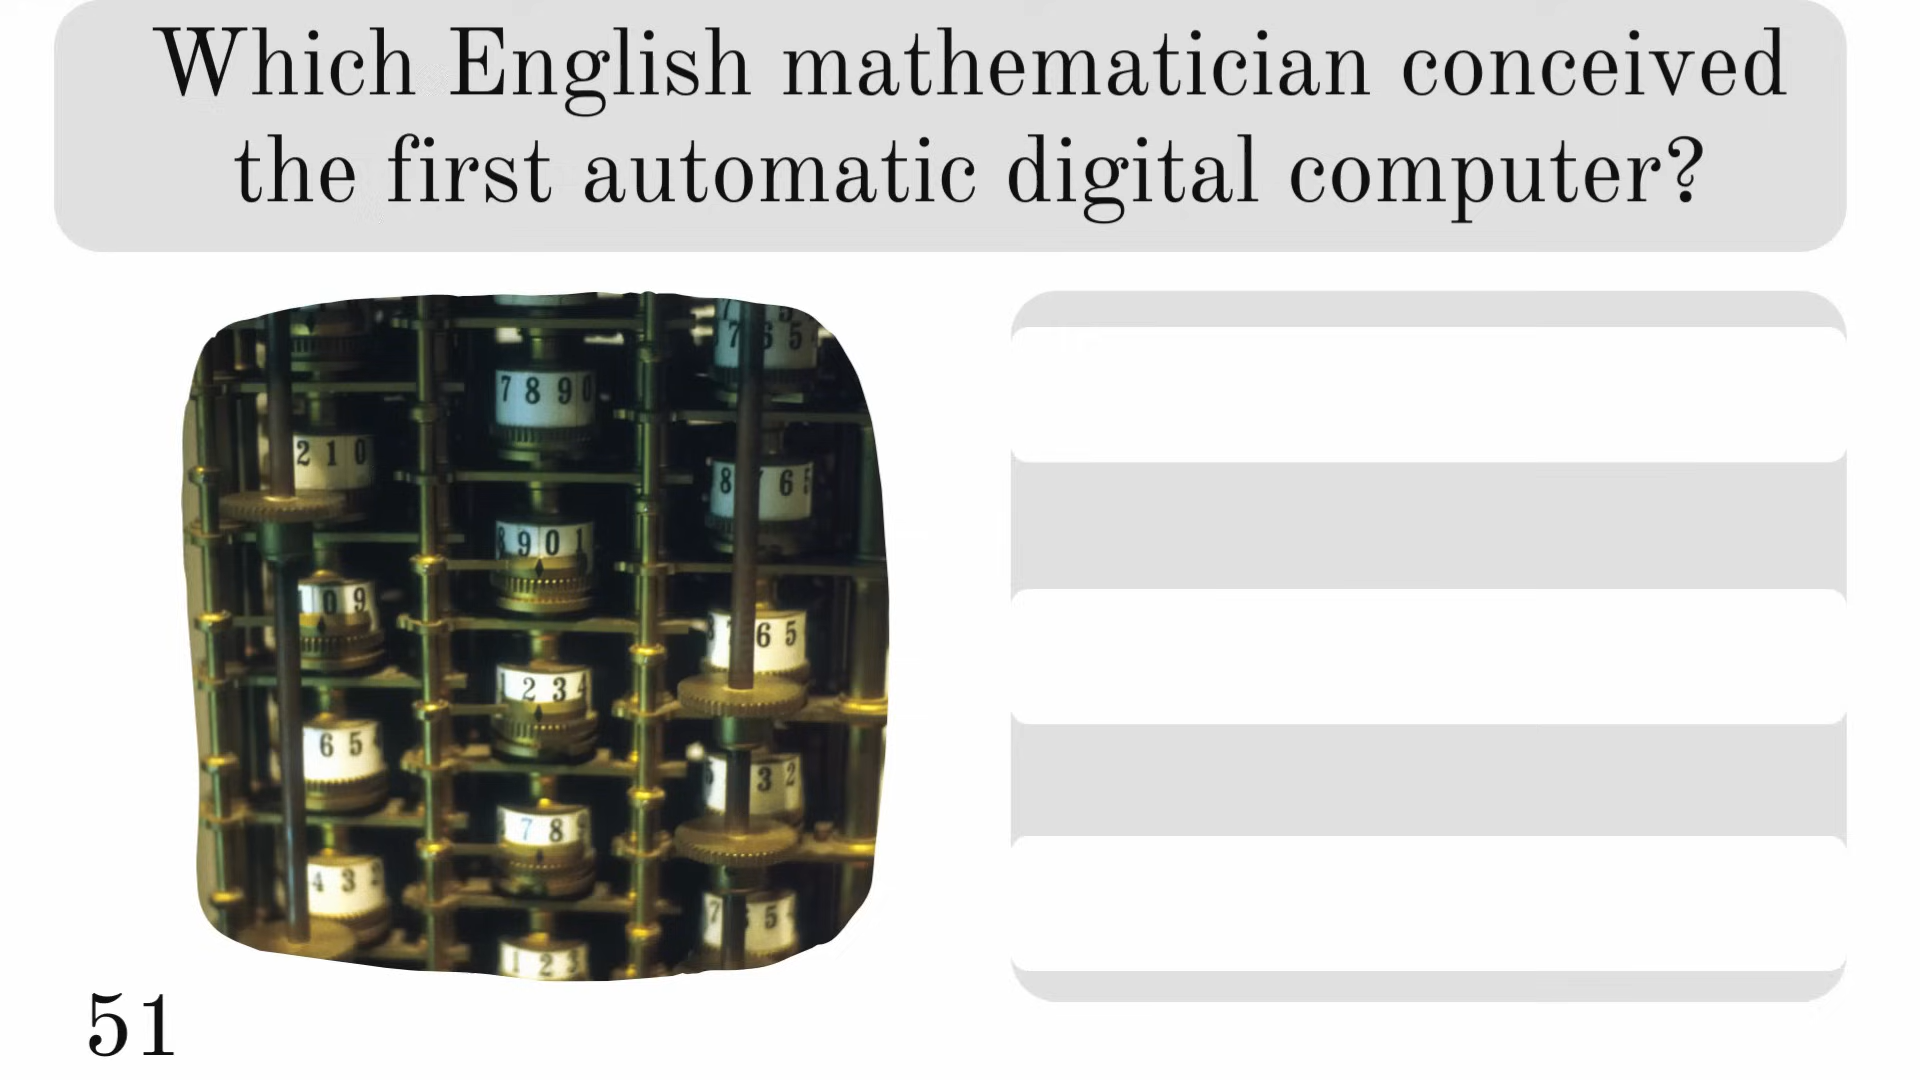 Which English mathematician conceived
the first automatic digital computer?
7 8 9 0
2 1 0
8 9 0 1
1 0 9
1 2 3 4
6 5
3 2
7 8
4 3
1 2 3
51